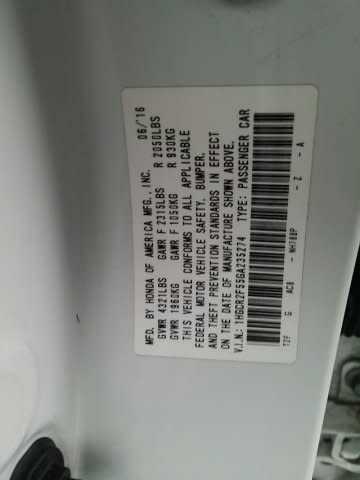 MFD. BY HONDA OF AMERICA MFG., INC. 06/16
GVWR 4321LBS GAWR F 2315LBS R 2050LBS
GVWR 1960KG GAWR F 1050KG R 930KG
THIS VEHICLE CONFORMS TO ALL APPLICABLE
FEDERAL MOTOR VEHICLE SAFETY, BUMPER,
AND THEFT PREVENTION STANDARDS IN EFFECT
ON THE DATE OF MANUFACTURE SHOWN ABOVE.
V.I.N.: 1HGCR2F55GA235274 TYPE: PASSENGER CAR
NH788P - Z - A